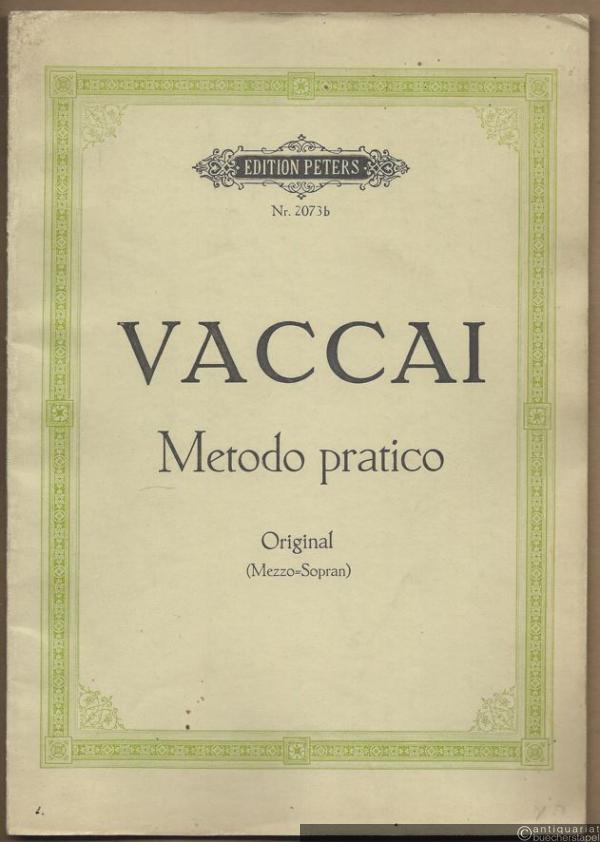 EDITION PETERS
Nr. 2073b
VACCAI
Metodo pratico
Original
(Mezzo=Sopran)
©antiquariat
buecherstapel